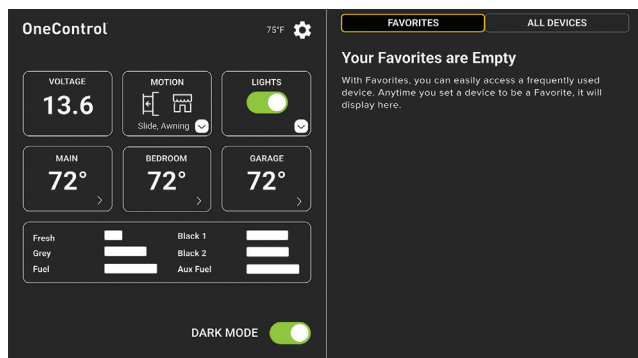 OneControl
75°F
VOLTAGE
13.6
MOTION
Slide, Awning
LIGHTS
MAIN
72°
BEDROOM
72°
GARAGE
72°
Fresh
Grey
Fuel
Black 1
Black 2
Aux Fuel
DARK MODE
FAVORITES
ALL DEVICES
Your Favorites are Empty
With Favorites, you can easily access a frequently used
device. Anytime you set a device to be a Favorite, it will
display here.